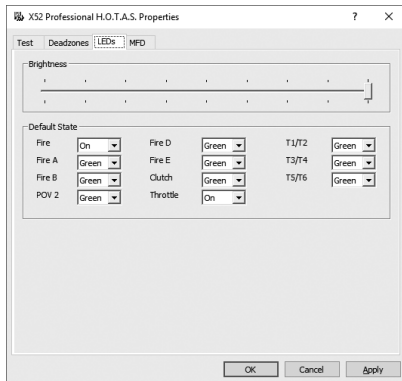 X52 Professional H.O.T.A.S. Properties ? ×
Test Deadzones LEDs MFD
Brightness
Default State
Fire On Fire D Green T1/T2 Green
Fire A Green Fire E Green T3/T4 Green
Fire B Green Clutch Green T5/T6 Green
POV 2 Green Throttle On
OK Cancel Apply